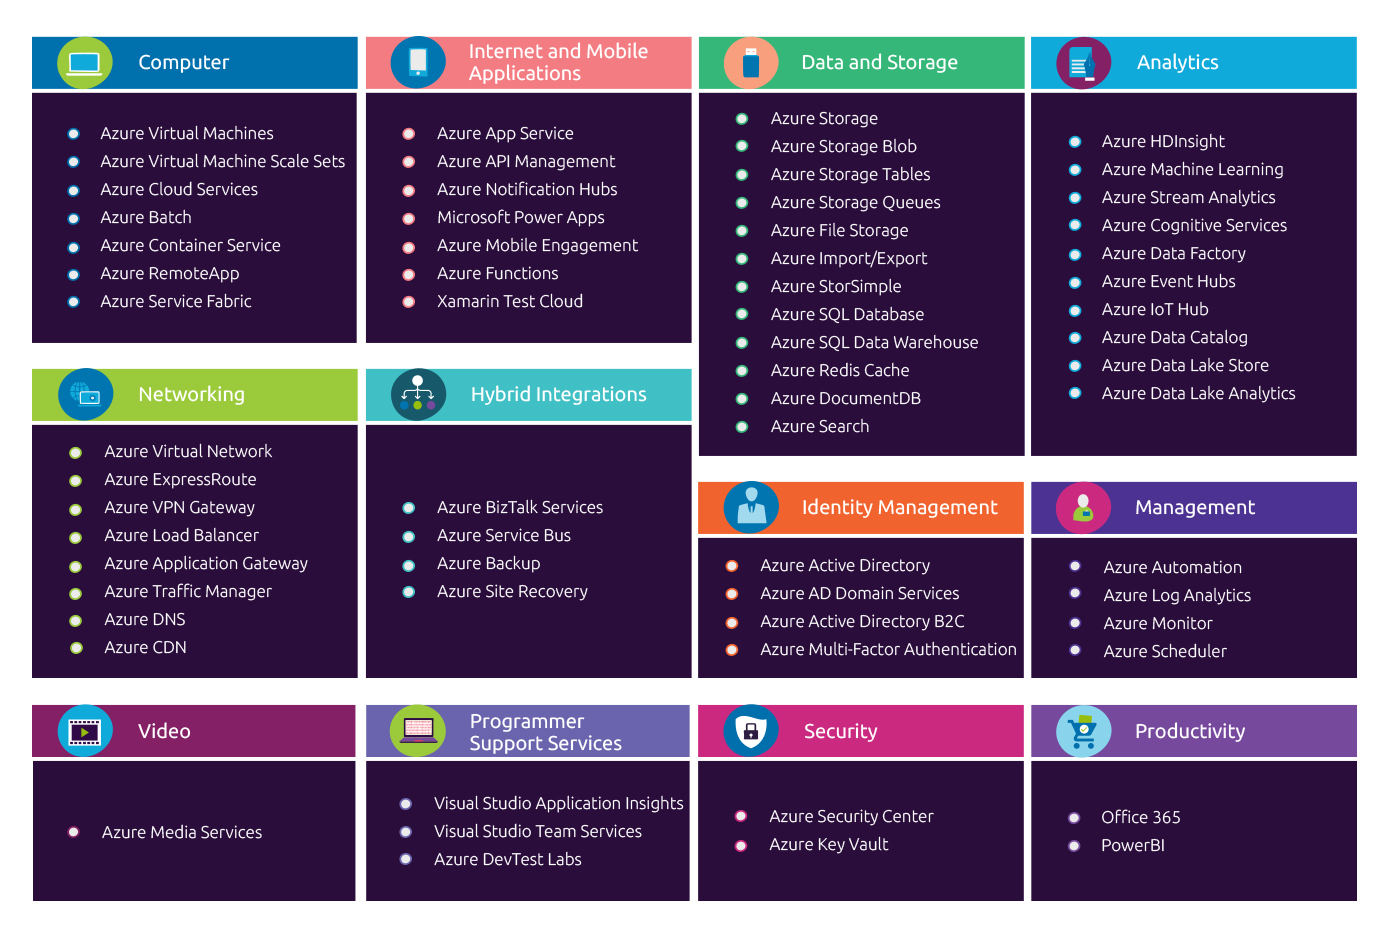 Computer
Azure Virtual Machines
Azure Virtual Machine Scale Sets
Azure Cloud Services
Azure Batch
Azure Container Service
Azure RemoteApp
Azure Service Fabric
Internet and Mobile
Applications
Azure App Service
Azure API Management
Azure Notification Hubs
Microsoft Power Apps
Azure Mobile Engagement
Azure Functions
Xamarin Test Cloud
Data and Storage
Azure Storage
Azure Storage Blob
Azure Storage Tables
Azure Storage Queues
Azure File Storage
Azure Import/Export
Azure StorSimple
Azure SQL Database
Azure SQL Data Warehouse
Azure Redis Cache
Azure DocumentDB
Azure Search
Analytics
Azure HDInsight
Azure Machine Learning
Azure Stream Analytics
Azure Cognitive Services
Azure Data Factory
Azure Event Hubs
Azure IoT Hub
Azure Data Catalog
Azure Data Lake Store
Azure Data Lake Analytics
Networking
Azure Virtual Network
Azure ExpressRoute
Azure VPN Gateway
Azure Load Balancer
Azure Application Gateway
Azure Traffic Manager
Azure DNS
Azure CDN
Hybrid Integrations
Azure BizTalk Services
Azure Service Bus
Azure Backup
Azure Site Recovery
Identity Management
Azure Active Directory
Azure AD Domain Services
Azure Active Directory B2C
Azure Multi-Factor Authentication
Management
Azure Automation
Azure Log Analytics
Azure Monitor
Azure Scheduler
Video
Azure Media Services
Programmer
Support Services
Visual Studio Application Insights
Visual Studio Team Services
Azure DevTest Labs
Security
Azure Security Center
Azure Key Vault
Productivity
Office 365
PowerBI